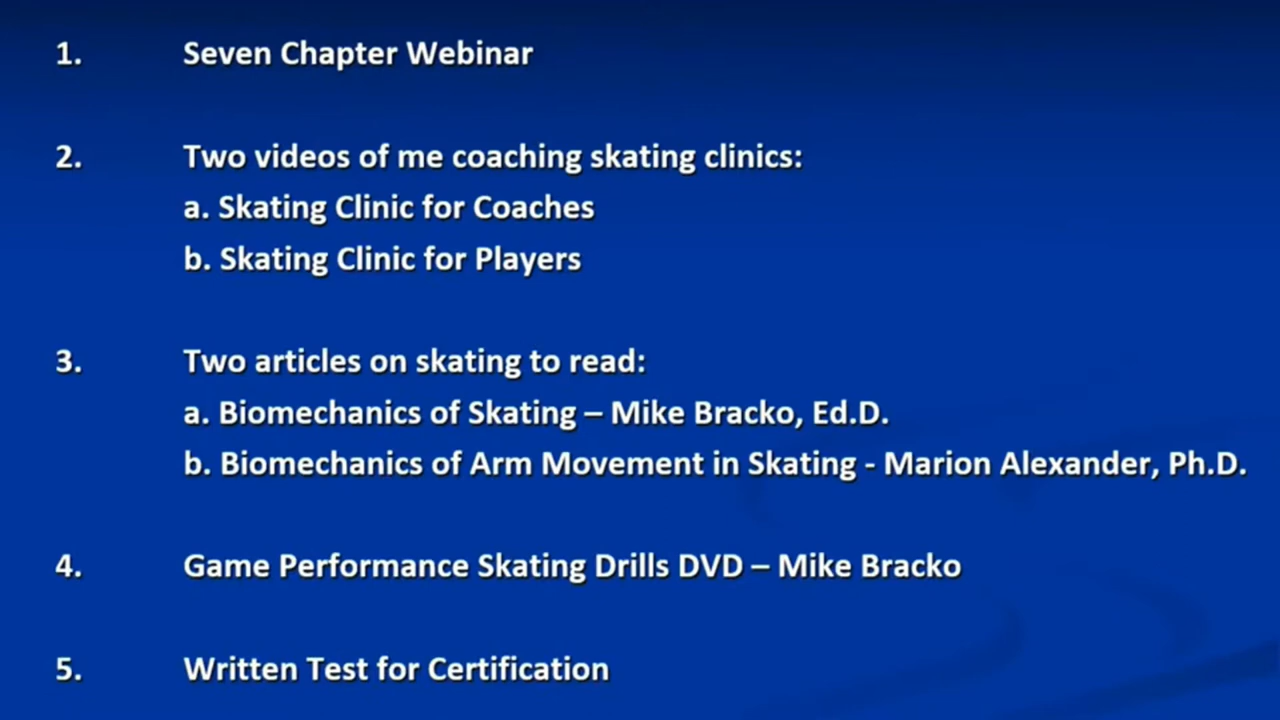 1. Seven Chapter Webinar
2. Two videos of me coaching skating clinics:
a. Skating Clinic for Coaches
b. Skating Clinic for Players
3. Two articles on skating to read:
a. Biomechanics of Skating – Mike Bracko, Ed.D.
b. Biomechanics of Arm Movement in Skating - Marion Alexander, Ph.D.
4. Game Performance Skating Drills DVD – Mike Bracko
5. Written Test for Certification